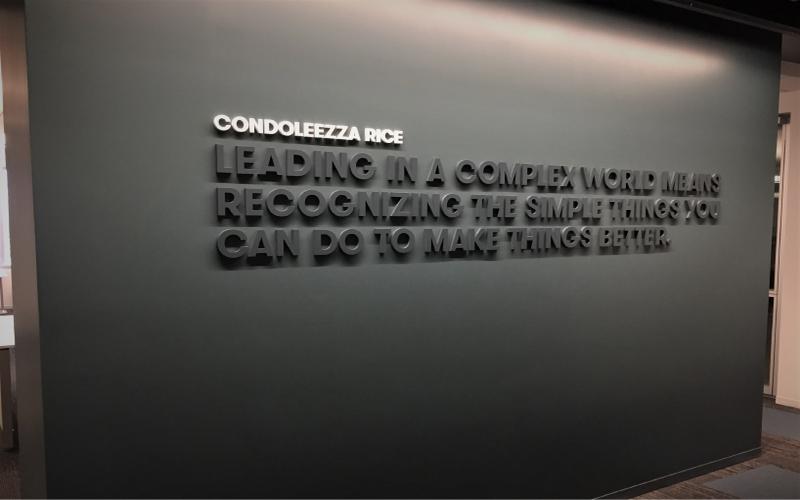 CONDOLEEZZA RICE
LEADING IN A COMPLEX WORLD MEANS
RECOGNIZING THE SIMPLE THINGS YOU
CAN DO TO MAKE THINGS BETTER.